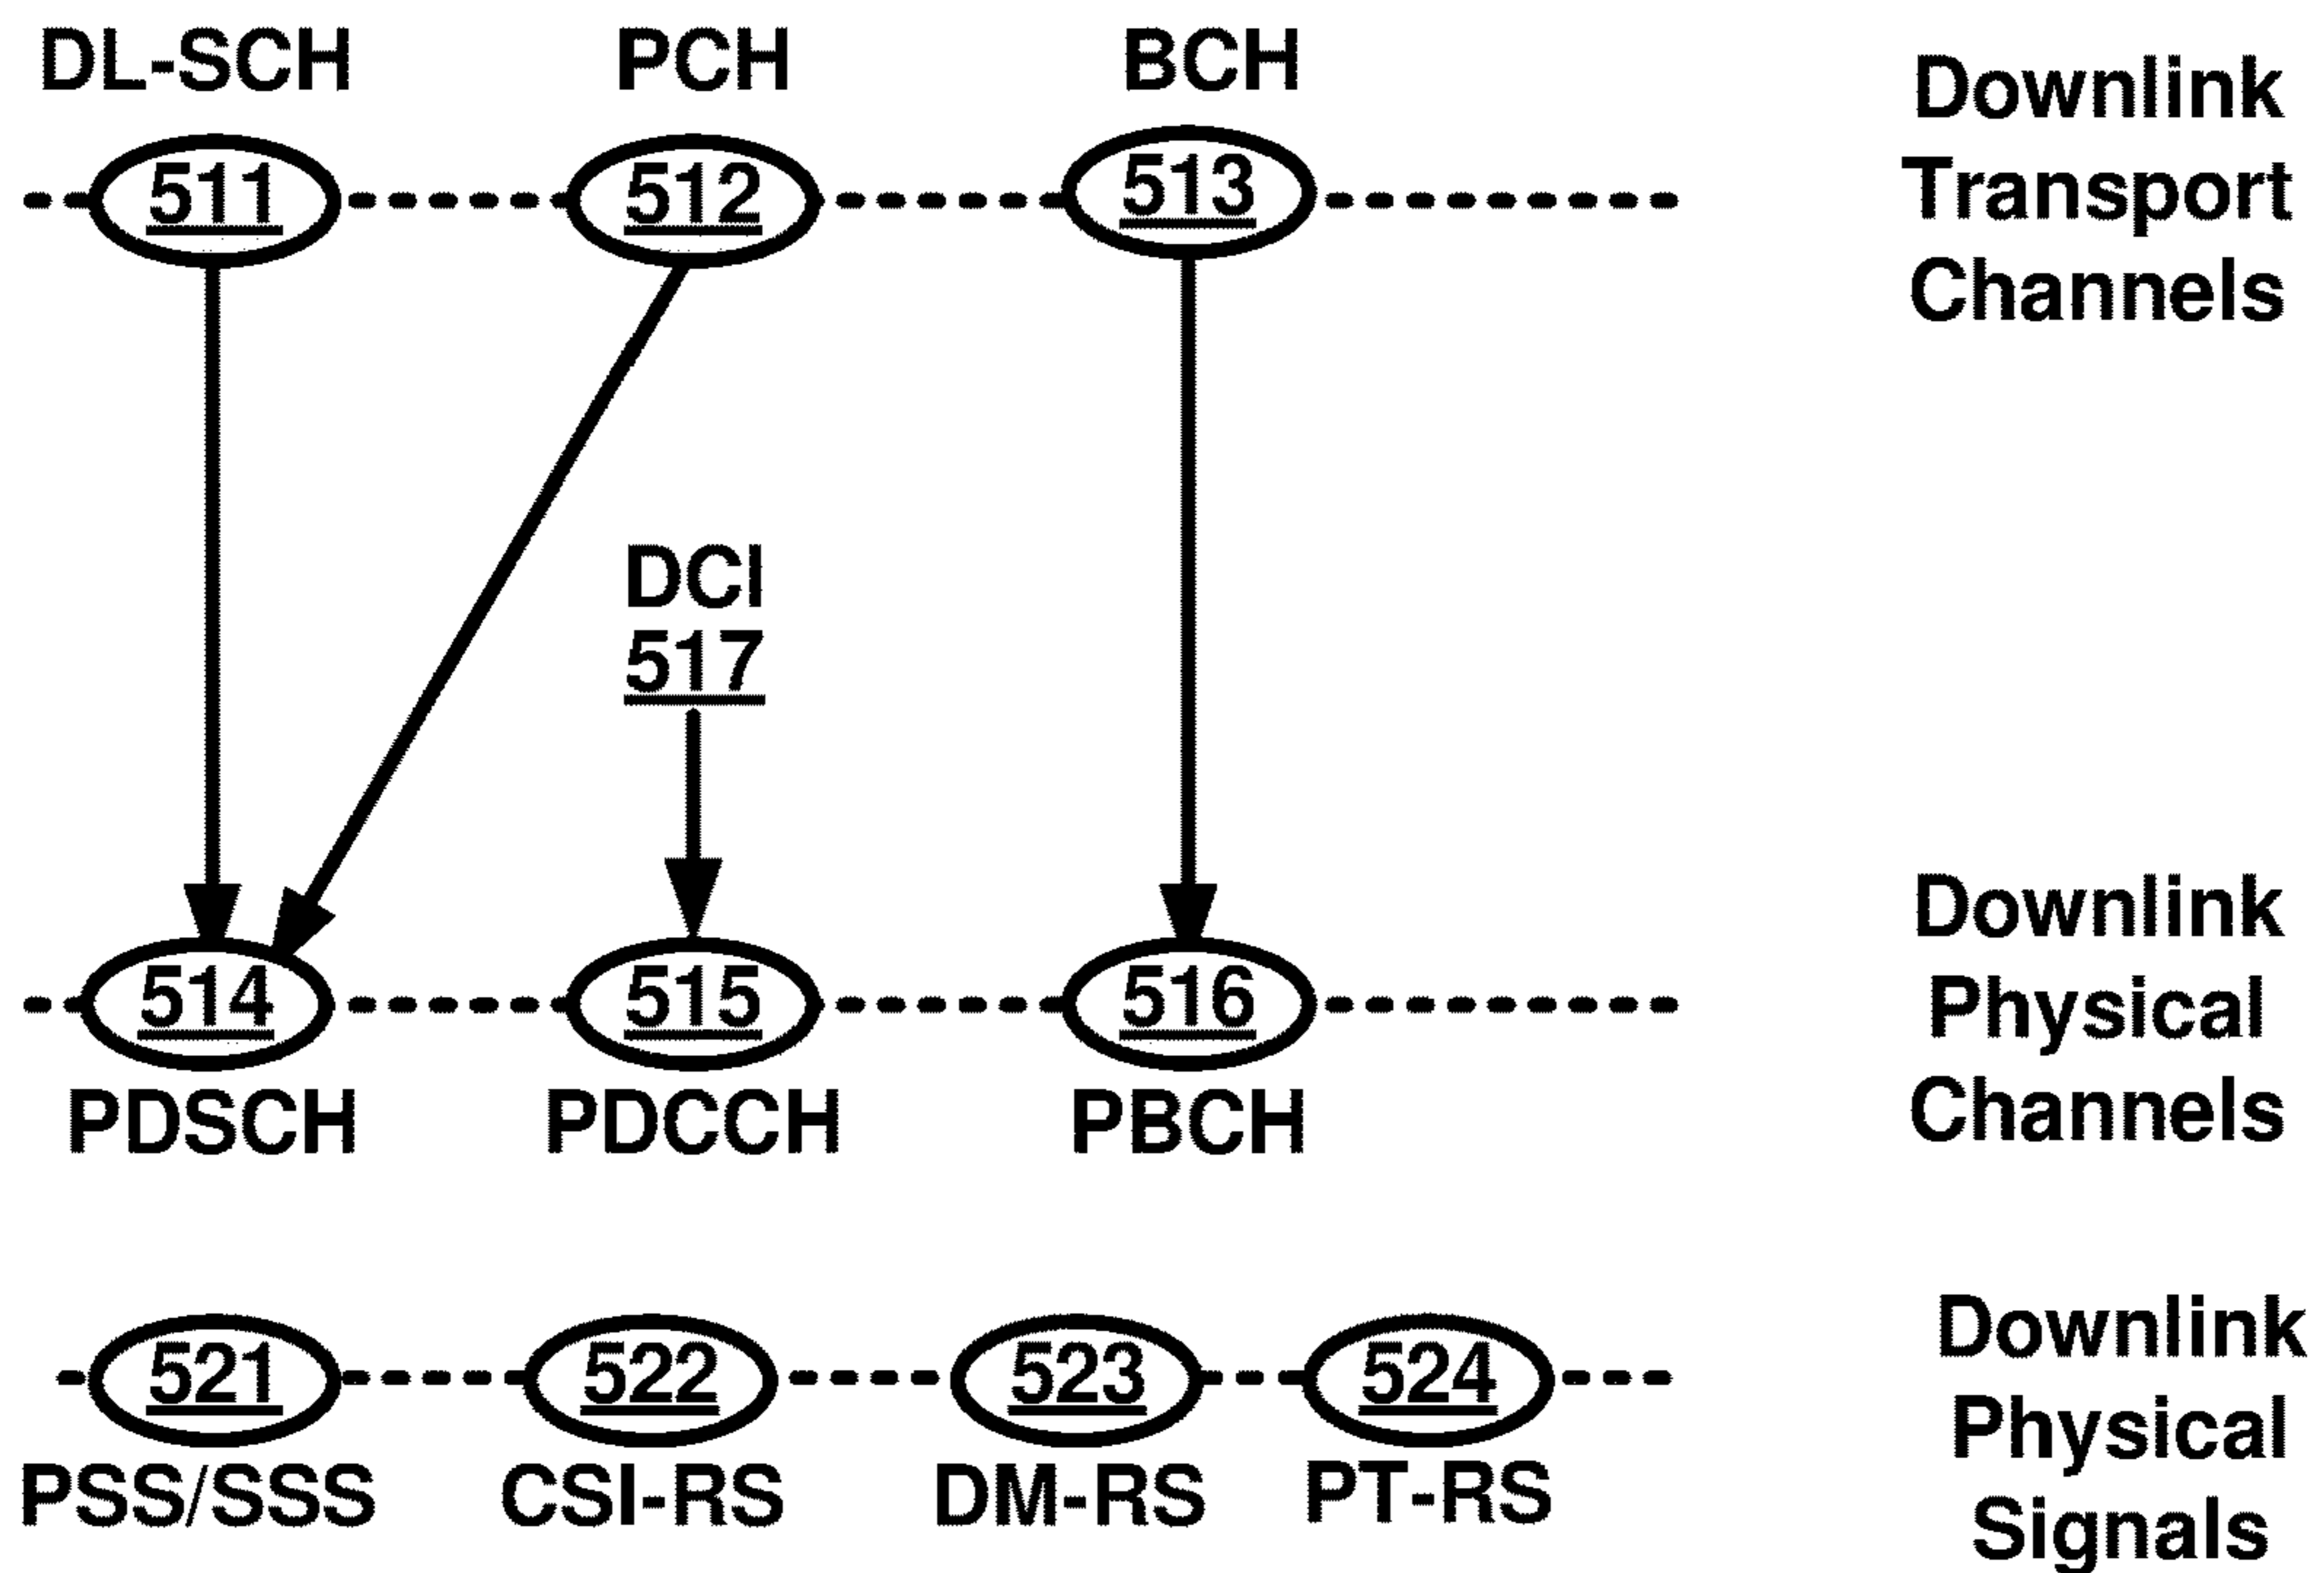 DL-SCH
PCH
BCH
511
512
513
Downlink
Transport
Channels
DCI
517
514
515
516
PDSCH
PDCCH
PBCH
Downlink
Physical
Channels
521
522
523
524
PSS/SSS
CSI-RS
DM-RS
PT-RS
Downlink
Physical
Signals